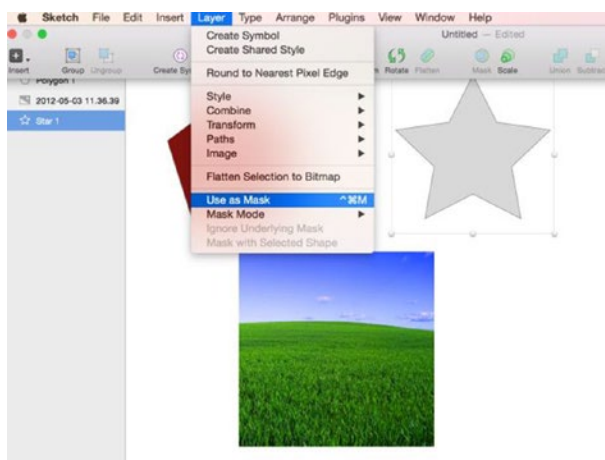 Sketch File Edit Insert Layer Type Arrange Plugins View Window Help
Untitled — Edited
Insert Group Ungroup Create Sy Rotate Flatten Mask Scale Union Subtrac
Polygon 1
2012-05-03 11.36.39
Star 1
Create Symbol
Create Shared Style
Round to Nearest Pixel Edge
Style
Combine
Transform
Paths
Image
Flatten Selection to Bitmap
Use as Mask ^⌘M
Mask Mode
Ignore Underlying Mask
Mask with Selected Shape